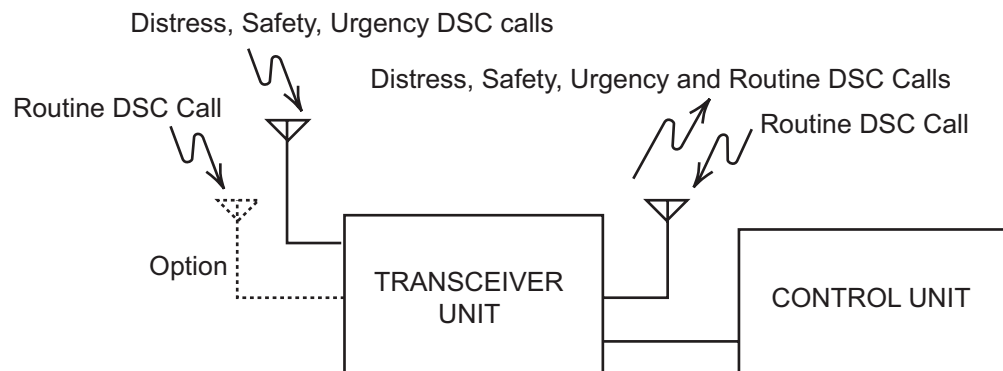 Distress, Safety, Urgency DSC calls
Distress, Safety, Urgency and Routine DSC Calls
Routine DSC Call
Routine DSC Call
Option
TRANSCEIVER
UNIT
CONTROL UNIT